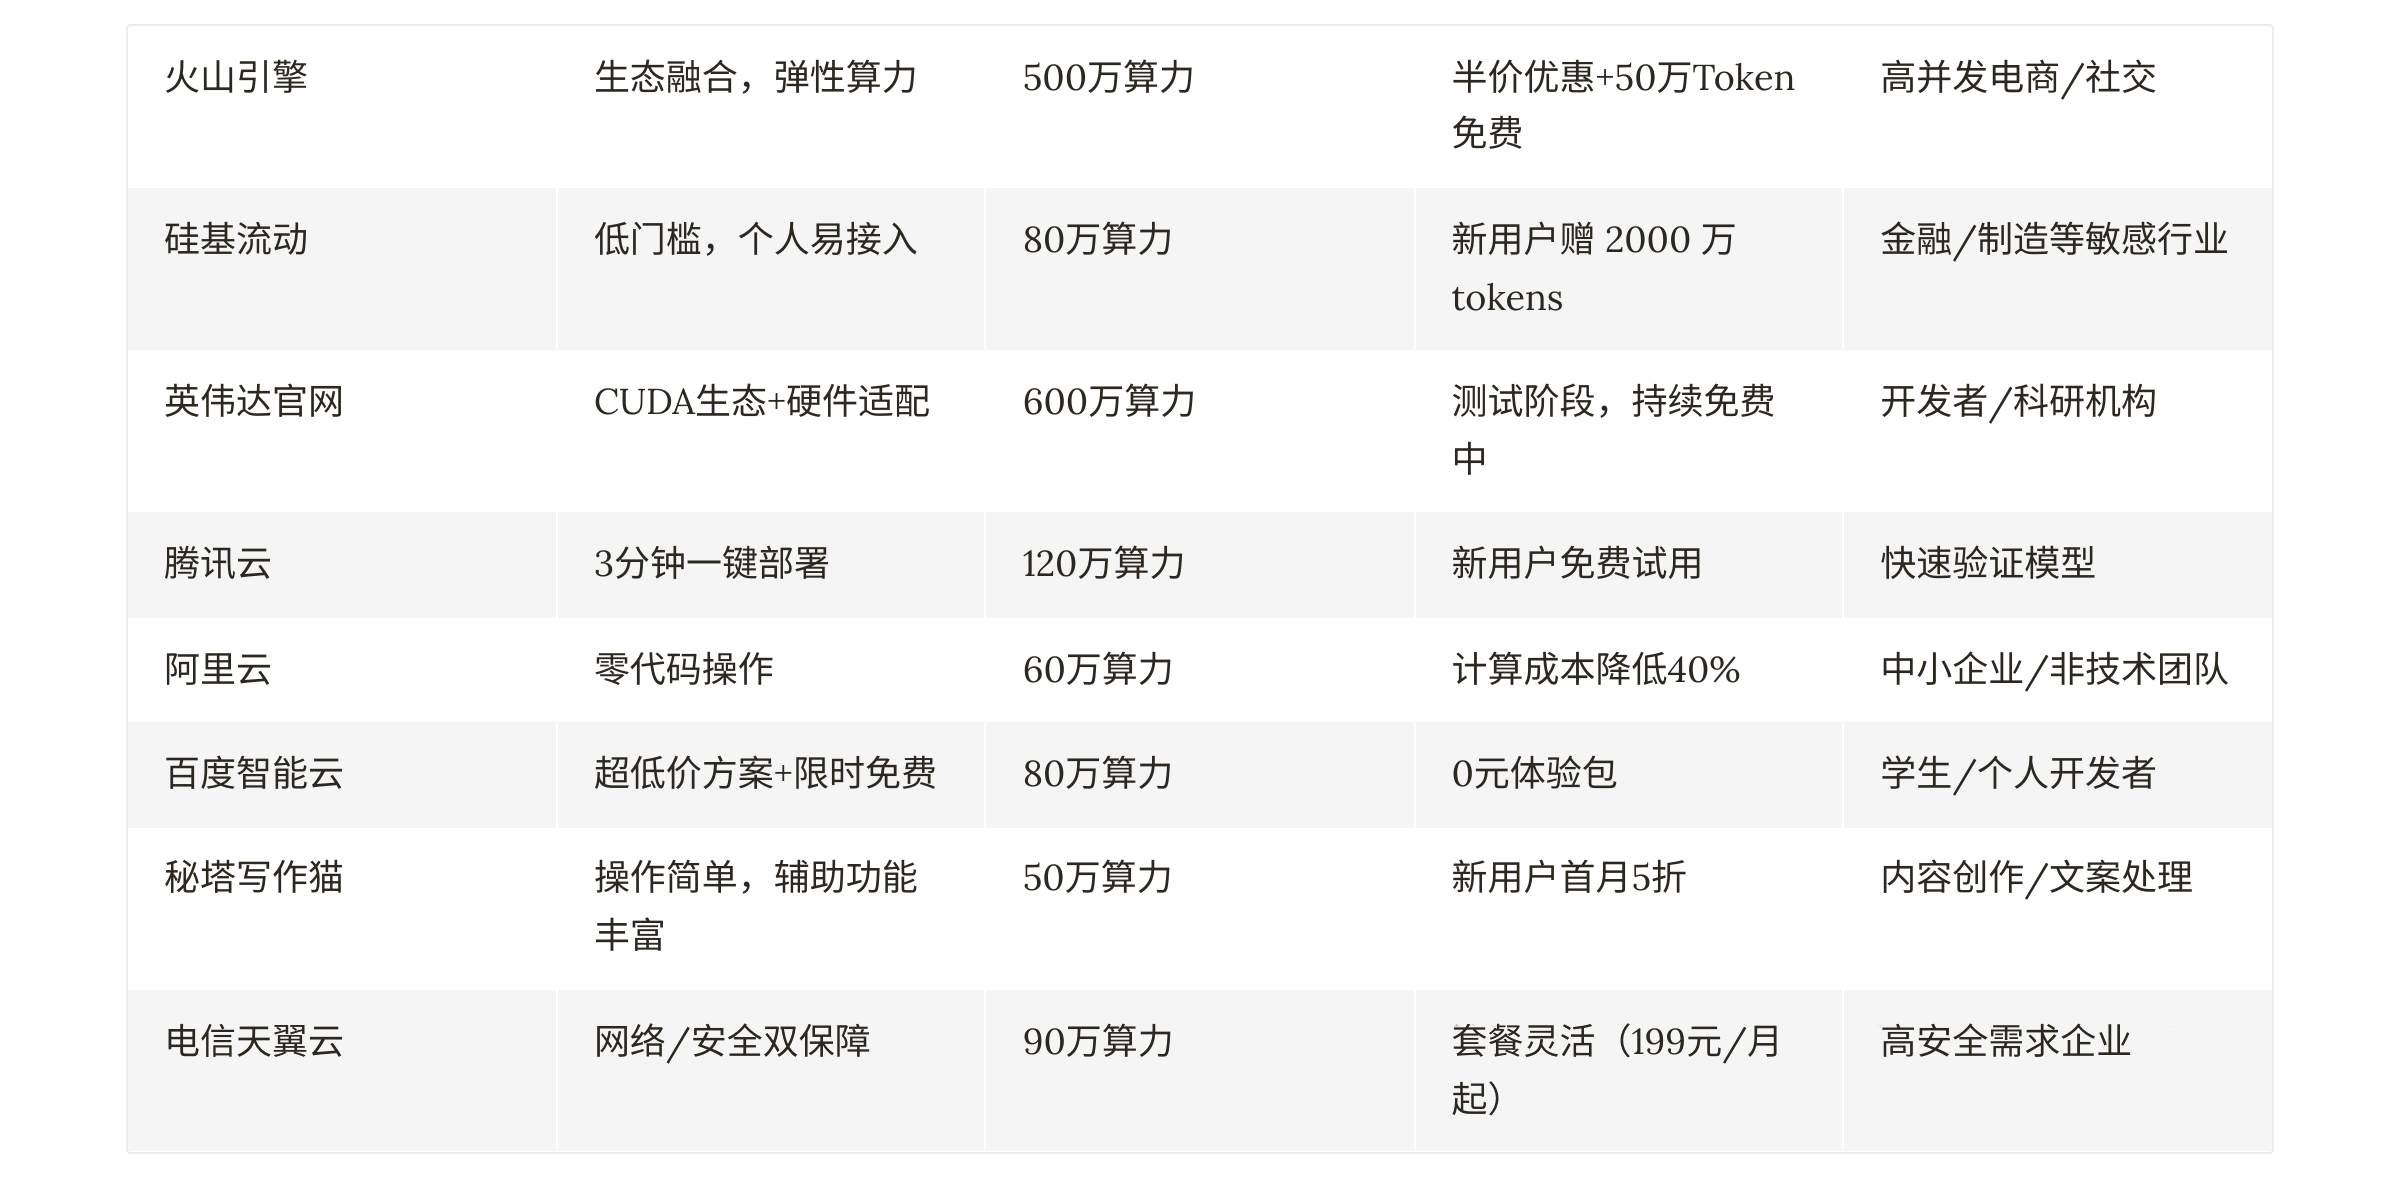 火山引擎
生态融合，弹性算力
500万算力
半价优惠+50万Token
免费
高并发电商/社交
硅基流动
低门槛，个人易接入
80万算力
新用户赠 2000 万
tokens
金融/制造等敏感行业
英伟达官网
CUDA生态+硬件适配
600万算力
测试阶段，持续免费
中
开发者/科研机构
腾讯云
3分钟一键部署
120万算力
新用户免费试用
快速验证模型
阿里云
零代码操作
60万算力
计算成本降低40%
中小企业/非技术团队
百度智能云
超低价方案+限时免费
80万算力
0元体验包
学生/个人开发者
秘塔写作猫
操作简单，辅助功能
丰富
50万算力
新用户首月5折
内容创作/文案处理
电信天翼云
网络/安全双保障
90万算力
套餐灵活（199元/月
起）
高安全需求企业